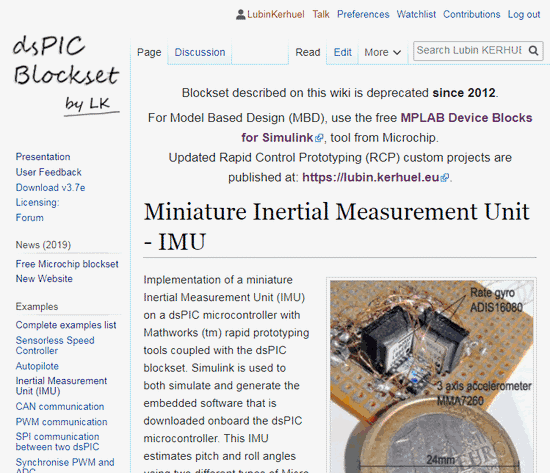 LubinKerhuel Talk Preferences Watchlist Contributions Log out
dsPIC
Blockset
by LK
Page Discussion Read Edit More Search Lubin KERHUE
Blockset described on this wiki is deprecated since 2012.
For Model Based Design (MBD), use the free MPLAB Device Blocks
for Simulink, tool from Microchip.
Updated Rapid Control Prototyping (RCP) custom projects are
published at: https://lubin.kerhuel.eu.
Presentation
User Feedback
Download v3.7e
Licensing:
Forum
News (2019)
Free Microchip blockset
New Website
Examples
Complete examples list
Sensorless Speed
Controller
Autopilote
Inertial Measurement
Unit (IMU)
CAN communication
PWM communication
SPI communication
between two dsPIC
Synchronise PWM and
ADC
Miniature Inertial Measurement Unit
- IMU
Implementation of a miniature
Inertial Measurement Unit (IMU)
on a dsPIC microcontroller with
Mathworks (tm) rapid prototyping
tools coupled with the dsPIC
blockset. Simulink is used to
both simulate and generate the
embedded software that is
downloaded onboard the dsPIC
microcontroller. This IMU
estimates pitch and roll angles
using two different types of Micro
Rate gyro
ADIS16080
3 axis accelerometer
MMA7260
24mm